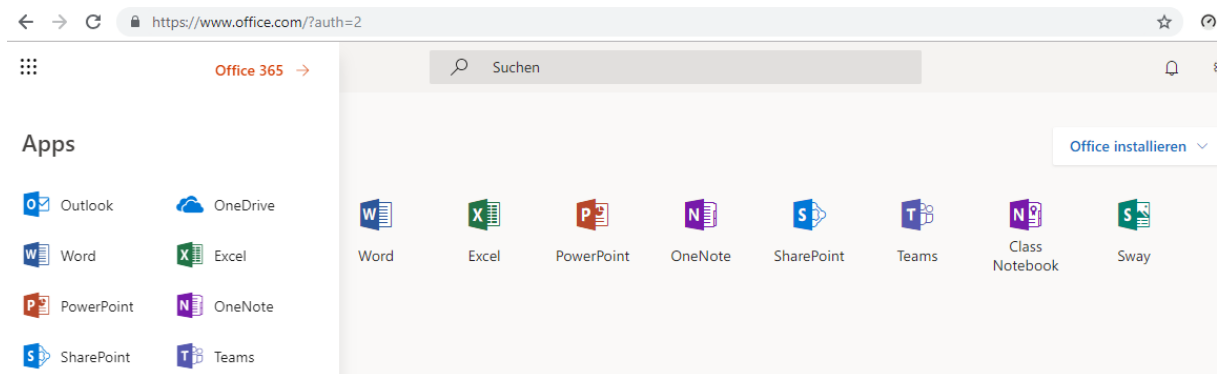 https://www.office.com/?auth=2
Office 365 →
Suchen
Apps
Office installieren
Outlook OneDrive
Word Excel PowerPoint OneNote SharePoint Teams Class Notebook Sway
Word Excel
PowerPoint OneNote
SharePoint Teams